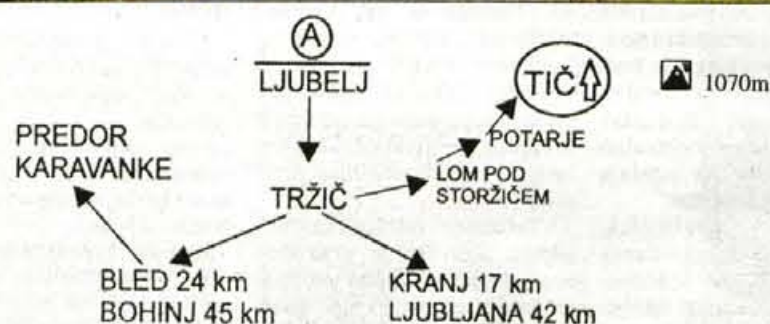 A
LJUBELJ
TIČ
1070m
PREDOR
KARAVANKE
POTARJE
LOM POD
STORŽIČEM
TRŽIČ
BLED 24 km
BOHINJ 45 km
KRANJ 17 km
LJUBLJANA 42 km